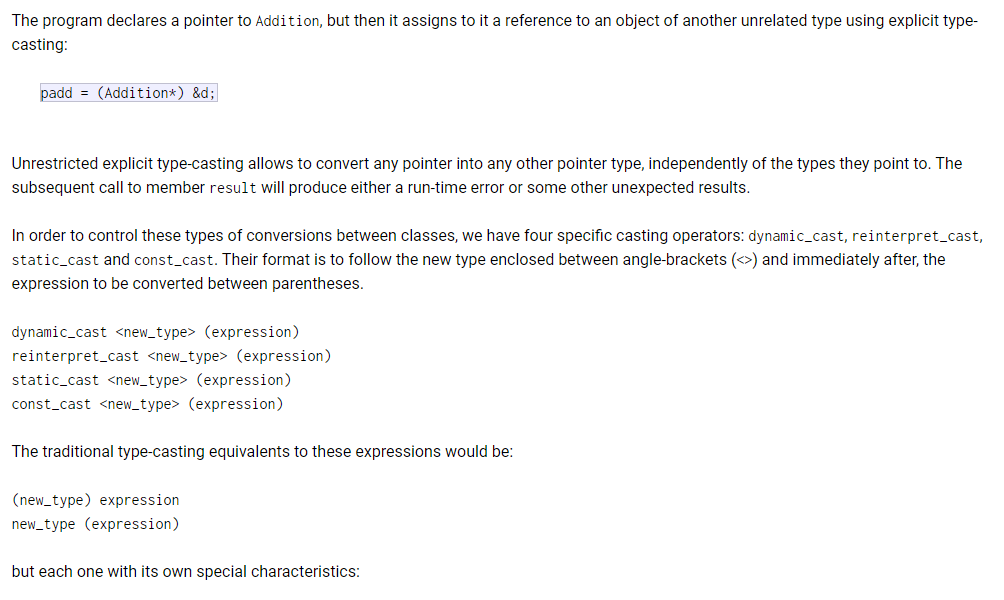 The program declares a pointer to Addition, but then it assigns to it a reference to an object of another unrelated type using explicit type-
casting:
padd = (Addition*) &d;
Unrestricted explicit type-casting allows to convert any pointer into any other pointer type, independently of the types they point to. The
subsequent call to member result will produce either a run-time error or some other unexpected results.
In order to control these types of conversions between classes, we have four specific casting operators: dynamic_cast, reinterpret_cast,
static_cast and const_cast. Their format is to follow the new type enclosed between angle-brackets (<>) and immediately after, the
expression to be converted between parentheses.
dynamic_cast <new_type> (expression)
reinterpret_cast <new_type> (expression)
static_cast <new_type> (expression)
const_cast <new_type> (expression)
The traditional type-casting equivalents to these expressions would be:
(new_type) expression
new_type (expression)
but each one with its own special characteristics: